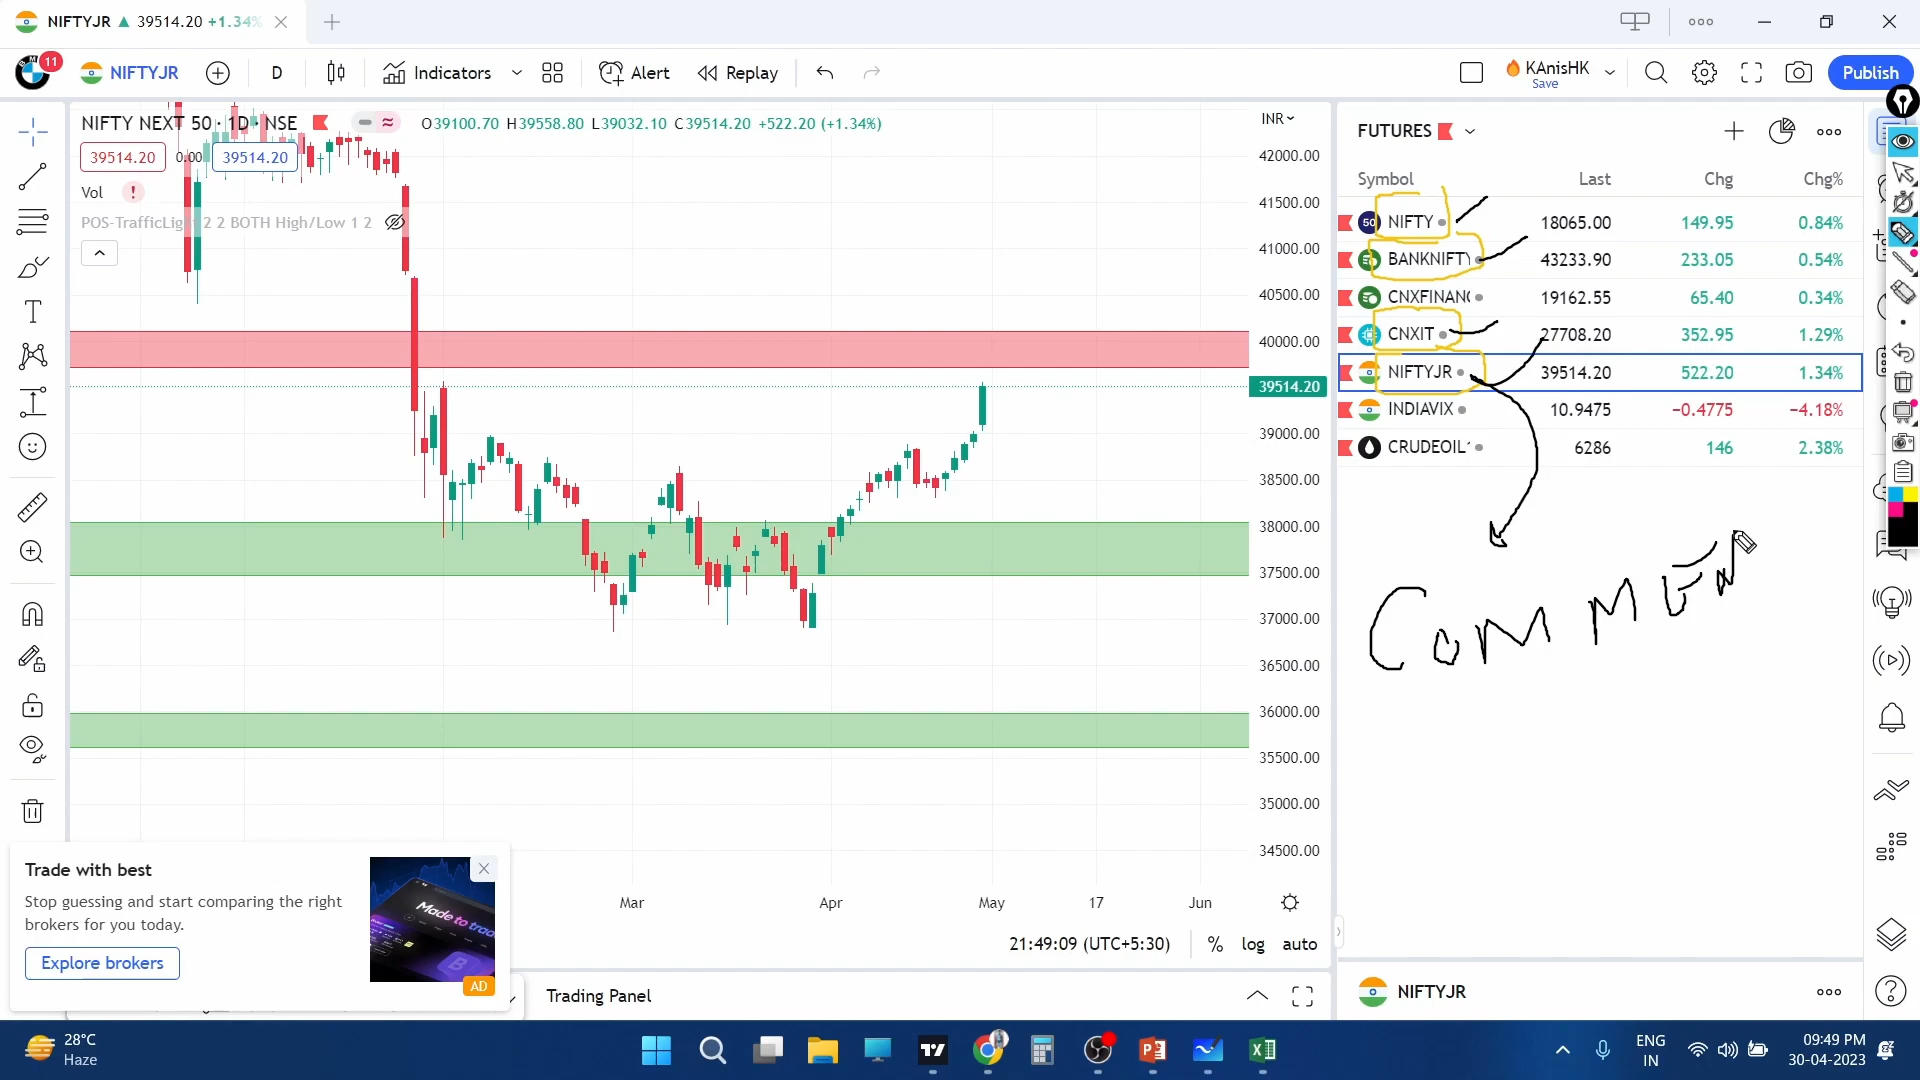 NIFTYJR ▲ 39514.20 +1.34%
11 NIFTYJR D Indicators Alert Replay KAnisHK Save Publish
NIFTY NEXT 50 · 1D · NSE O39100.70 H39558.80 L39032.10 C39514.20 +522.20 (+1.34%)
39514.20 0.00 39514.20
Vol
POS-TrafficLig 2 2 BOTH High/Low 1 2
INR
42000.00
41500.00
41000.00
40500.00
40000.00
39514.20
39000.00
38500.00
38000.00
37500.00
37000.00
36500.00
36000.00
35500.00
35000.00
34500.00
Mar Apr May 17 Jun
21:49:09 (UTC+5:30) % log auto
Trading Panel
Trade with best
Stop guessing and start comparing the right
brokers for you today.
Explore brokers
Made to trad
AD
FUTURES
Symbol Last Chg Chg%
50 NIFTY 18065.00 149.95 0.84%
BANKNIFTY 43233.90 233.05 0.54%
CNXFINAN 19162.55 65.40 0.34%
CNXIT 27708.20 352.95 1.29%
NIFTYJR 39514.20 522.20 1.34%
INDIAVIX 10.9475 −0.4775 −4.18%
CRUDEOIL 6286 146 2.38%
COMMEN
NIFTYJR
28°C
Haze
ENG
IN
09:49 PM
30-04-2023